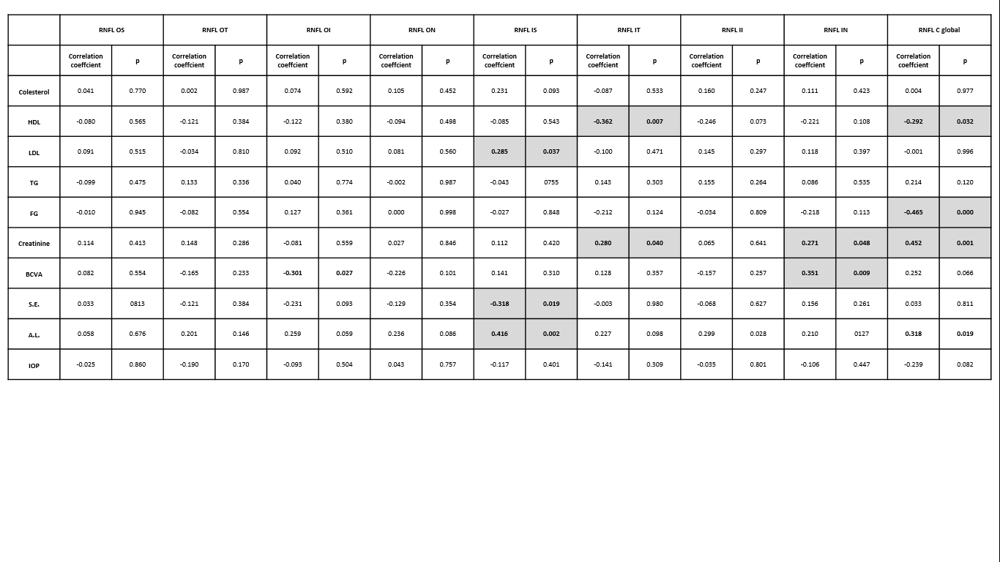 RNFL OS RNFL OT RNFL OI RNFL ON RNFL IS RNFL IT RNFL II RNFL IN RNFL C global
Correlation Correlation Correlation Correlation Correlation Correlation Correlation Correlation Correlation
coeffcient p coeffcient p coeffcient p coeffcient p coeffcient p coeffcient p coeffcient p coeffcient p coeffcient p
Colesterol 0.041 0.770 0.002 0.987 0.074 0.592 0.105 0.452 0.231 0.093 -0.087 0.533 0.160 0.247 0.111 0.423 0.004 0.977
HDL -0.080 0.565 -0.121 0.384 -0.122 0.380 -0.094 0.498 -0.085 0.543 -0.362 0.007 -0.246 0.073 -0.221 0.108 -0.292 0.032
LDL 0.091 0.515 -0.034 0.810 0.092 0.510 0.081 0.560 0.285 0.037 -0.100 0.471 0.145 0.297 0.118 0.397 -0.001 0.996
TG -0.099 0.475 0.133 0.336 0.040 0.774 -0.002 0.987 -0.043 0755 0.143 0.303 0.155 0.264 0.086 0.535 0.214 0.120
FG -0.010 0.945 -0.082 0.554 0.127 0.361 0.000 0.998 -0.027 0.848 -0.212 0.124 -0.034 0.809 -0.218 0.113 -0.465 0.000
Creatinine 0.114 0.413 0.148 0.286 -0.081 0.559 0.027 0.846 0.112 0.420 0.280 0.040 0.065 0.641 0.271 0.048 0.452 0.001
BCVA 0.082 0.554 -0.165 0.233 -0.301 0.027 -0.226 0.101 0.141 0.310 0.128 0.357 -0.157 0.257 0.351 0.009 0.252 0.066
S.E. 0.033 0813 -0.121 0.384 -0.231 0.093 -0.129 0.354 -0.318 0.019 -0.003 0.980 -0.068 0.627 0.156 0.261 0.033 0.811
A.L. 0.058 0.676 0.201 0.146 0.259 0.059 0.236 0.086 0.416 0.002 0.227 0.098 0.299 0.028 0.210 0127 0.318 0.019
IOP -0.025 0.860 -0.190 0.170 -0.093 0.504 0.043 0.757 -0.117 0.401 -0.141 0.309 -0.035 0.801 -0.106 0.447 -0.239 0.082